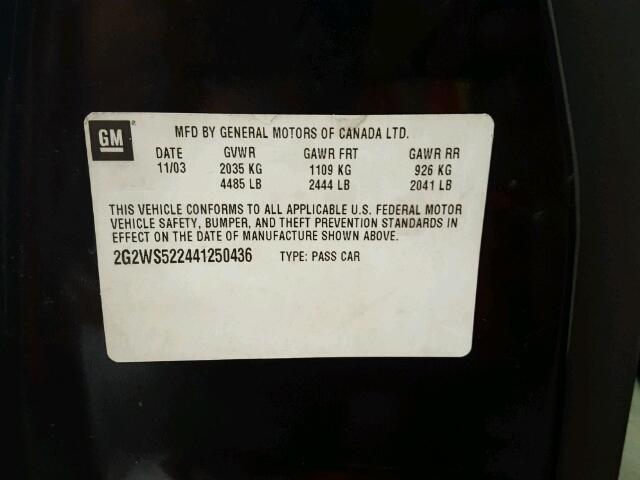 GM ® MFD BY GENERAL MOTORS OF CANADA LTD.
DATE GVWR GAWR FRT GAWR RR
11/03 2035 KG 1109 KG 926 KG
4485 LB 2444 LB 2041 LB
THIS VEHICLE CONFORMS TO ALL APPLICABLE U.S. FEDERAL MOTOR
VEHICLE SAFETY, BUMPER, AND THEFT PREVENTION STANDARDS IN
EFFECT ON THE DATE OF MANUFACTURE SHOWN ABOVE.
2G2WS522441250436 TYPE: PASS CAR